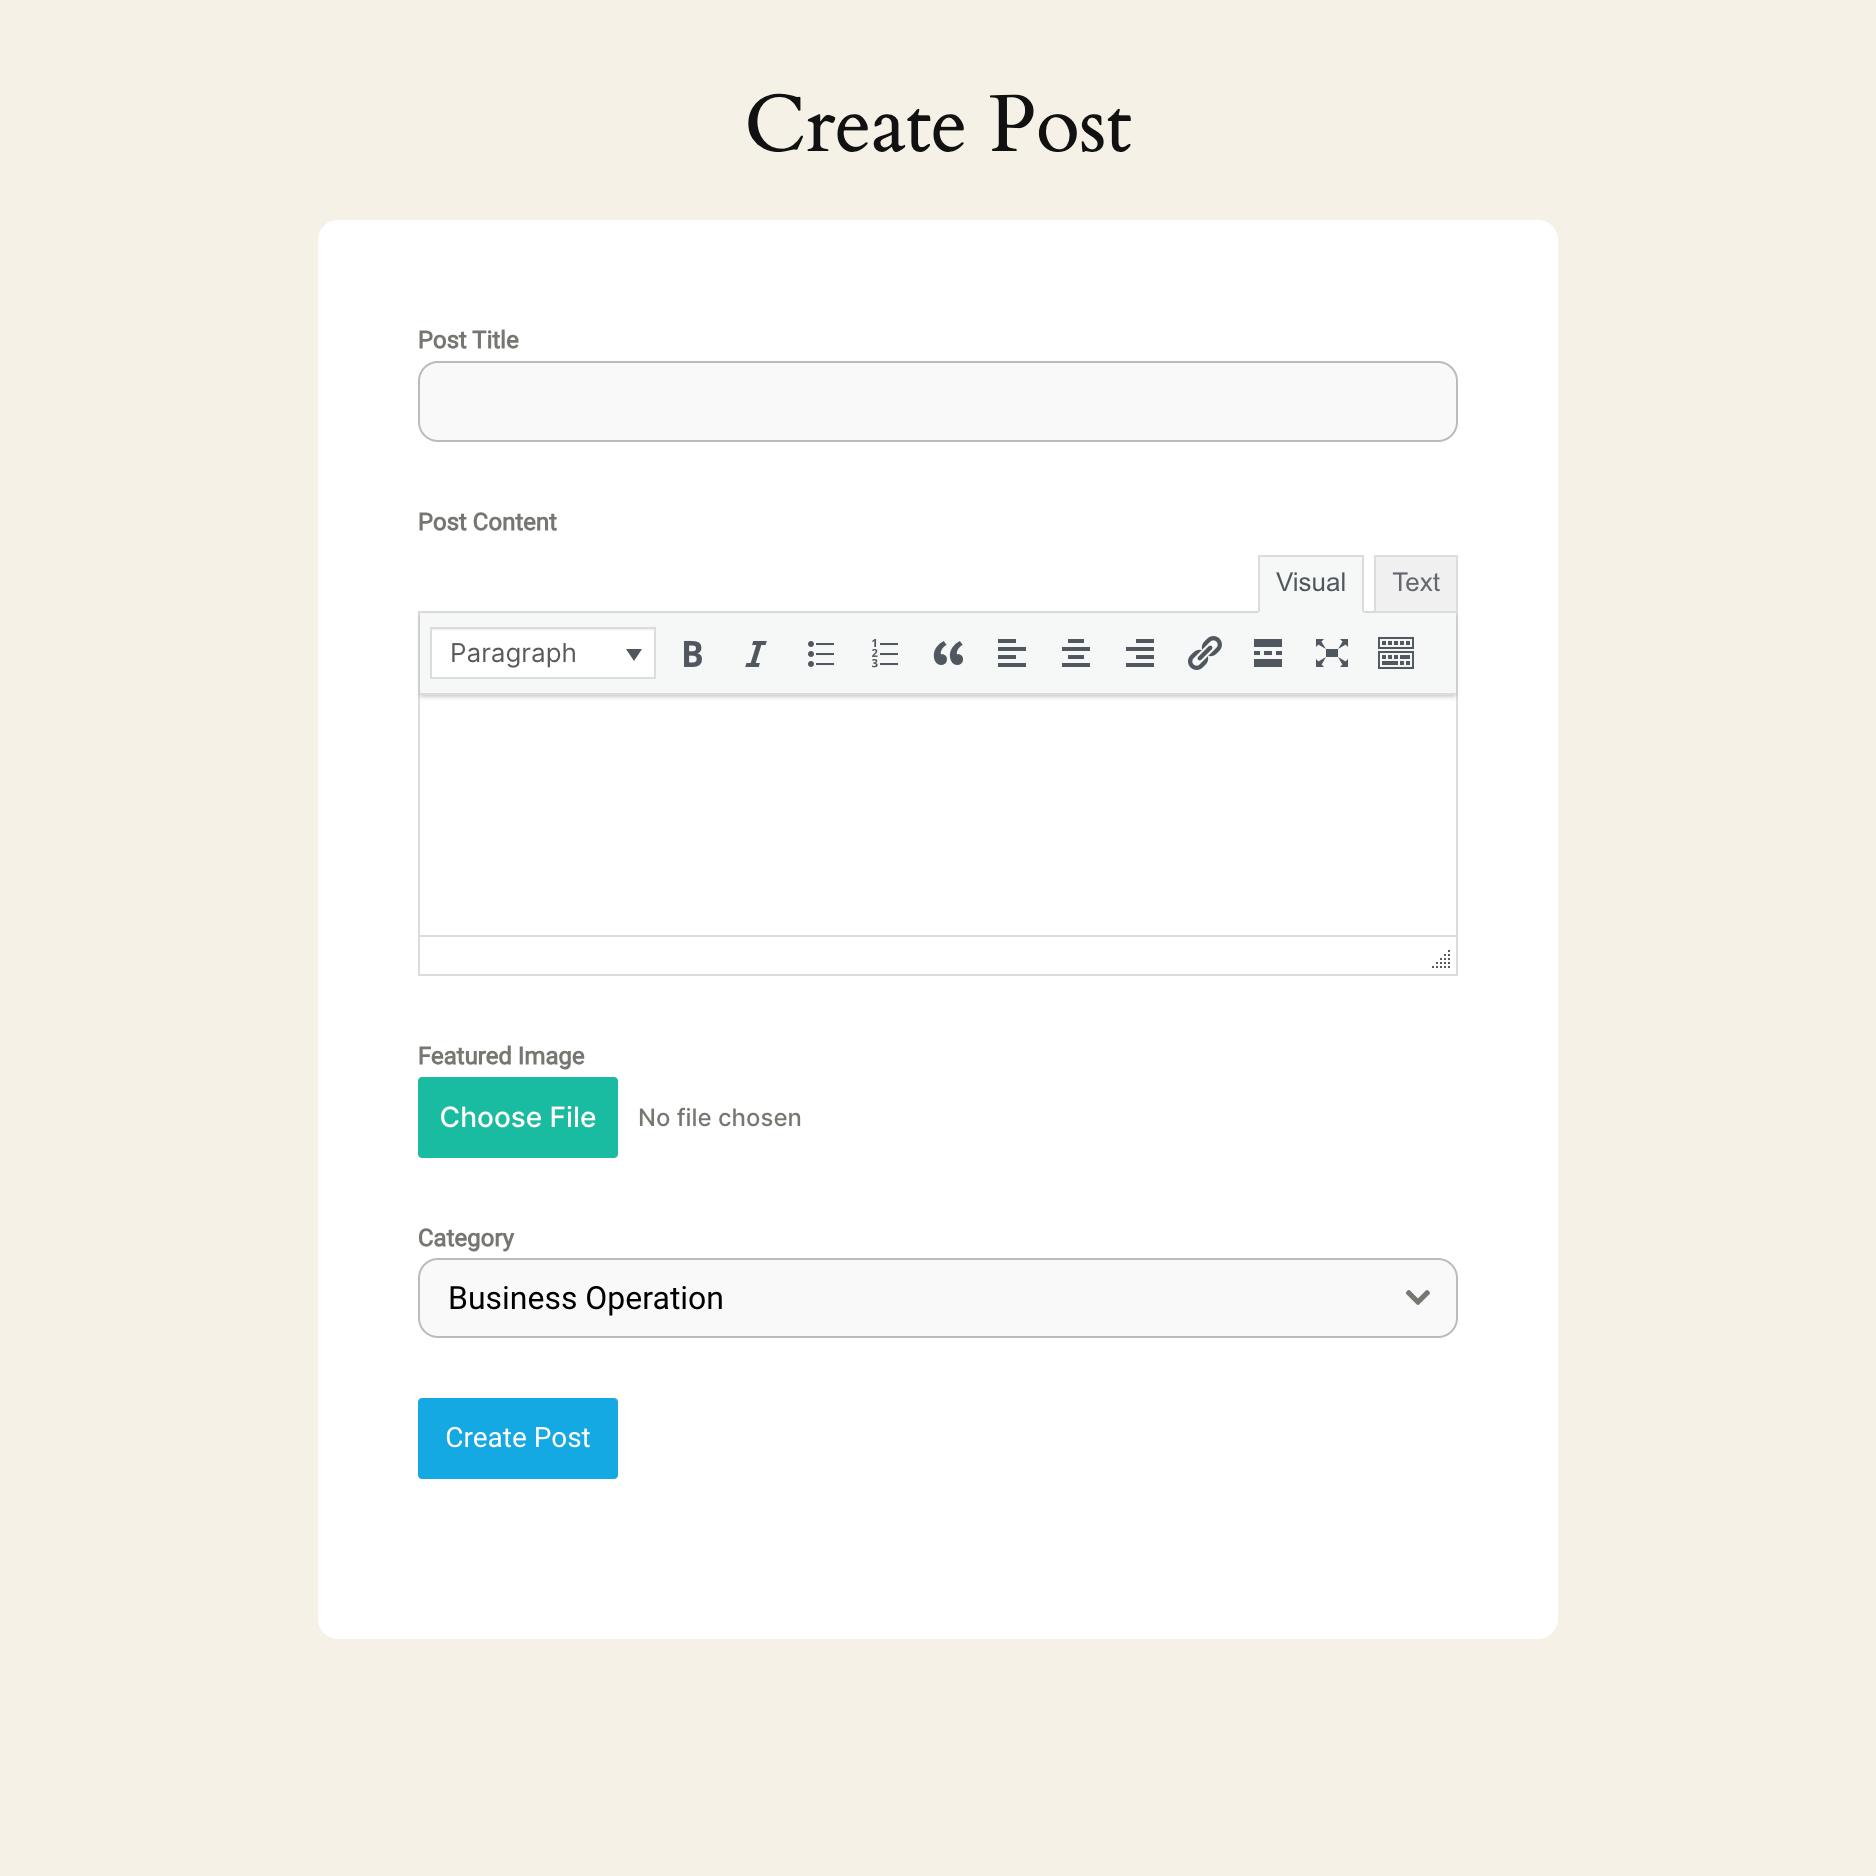 Create Post
Post Title
Post Content
Visual Text
Paragraph
Featured Image
Choose File No file chosen
Category
Business Operation
Create Post